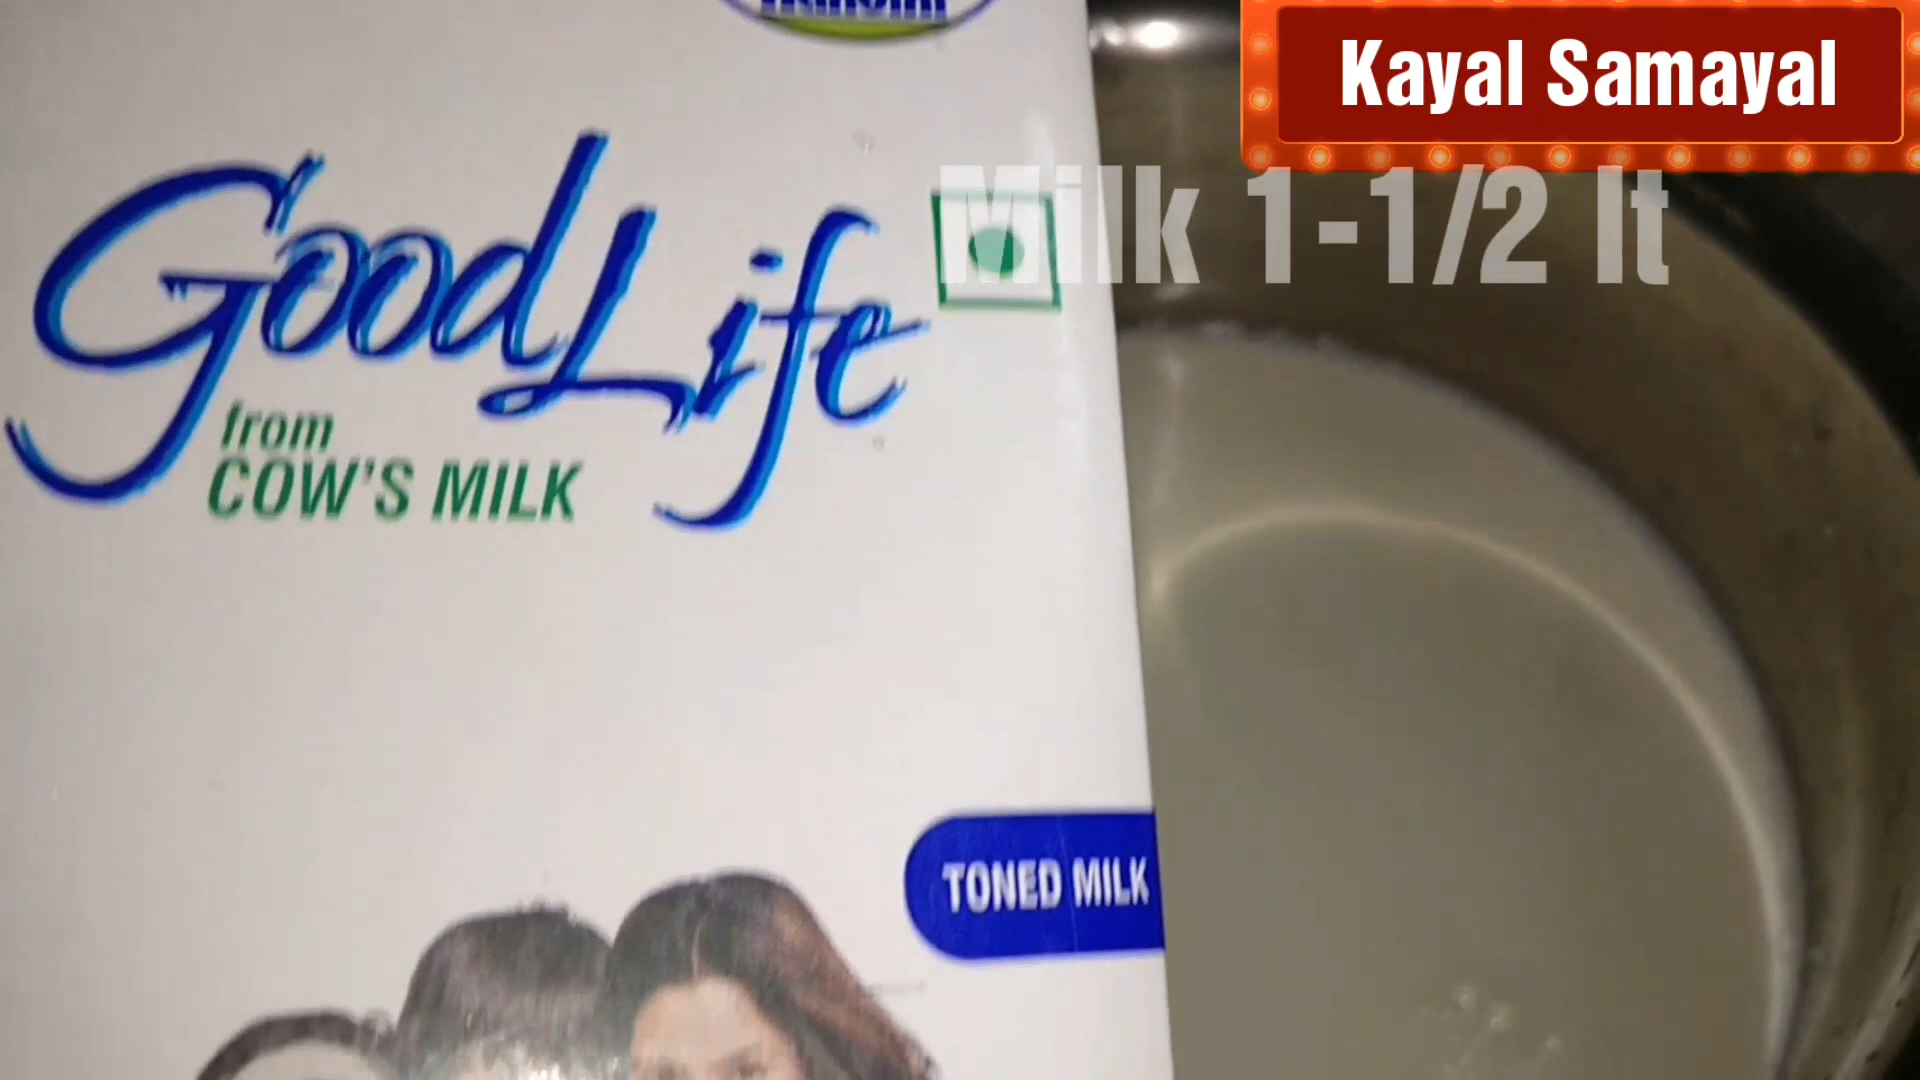 Kayal Samayal
Milk 1-1/2 lt
Good Life
from
COW'S MILK
TONED MILK